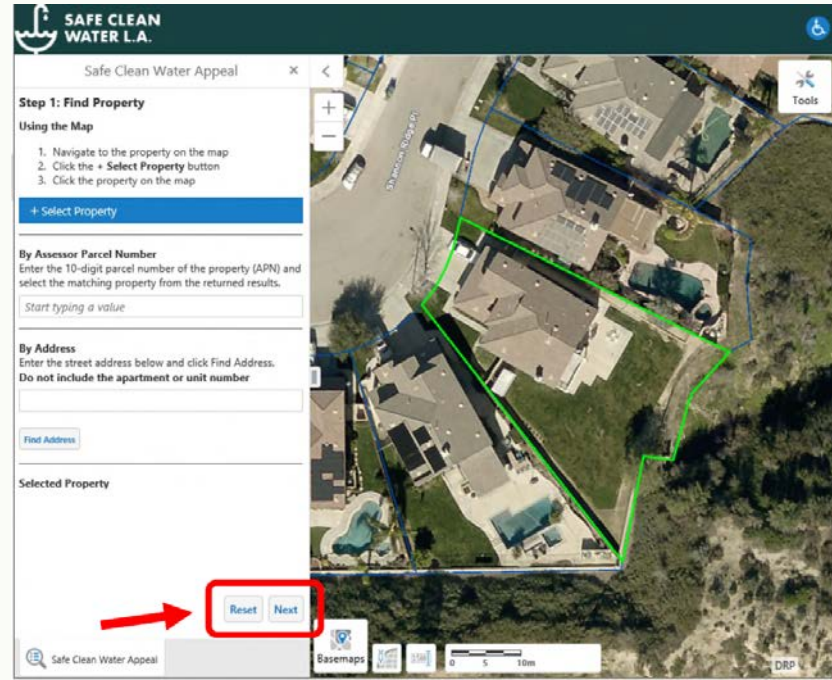 SAFE CLEAN
WATER L.A.
Safe Clean Water Appeal
Tools
Step 1: Find Property
Using the Map
1. Navigate to the property on the map
2. Click the + Select Property button
3. Click the property on the map
+ Select Property
By Assessor Parcel Number
Enter the 10-digit parcel number of the property (APN) and
select the matching property from the returned results.
Start typing a value
By Address
Enter the street address below and click Find Address.
Do not include the apartment or unit number
Find Address
Selected Property
Reset Next
Safe Clean Water Appeal
Basemaps
0 5 10m
DRP